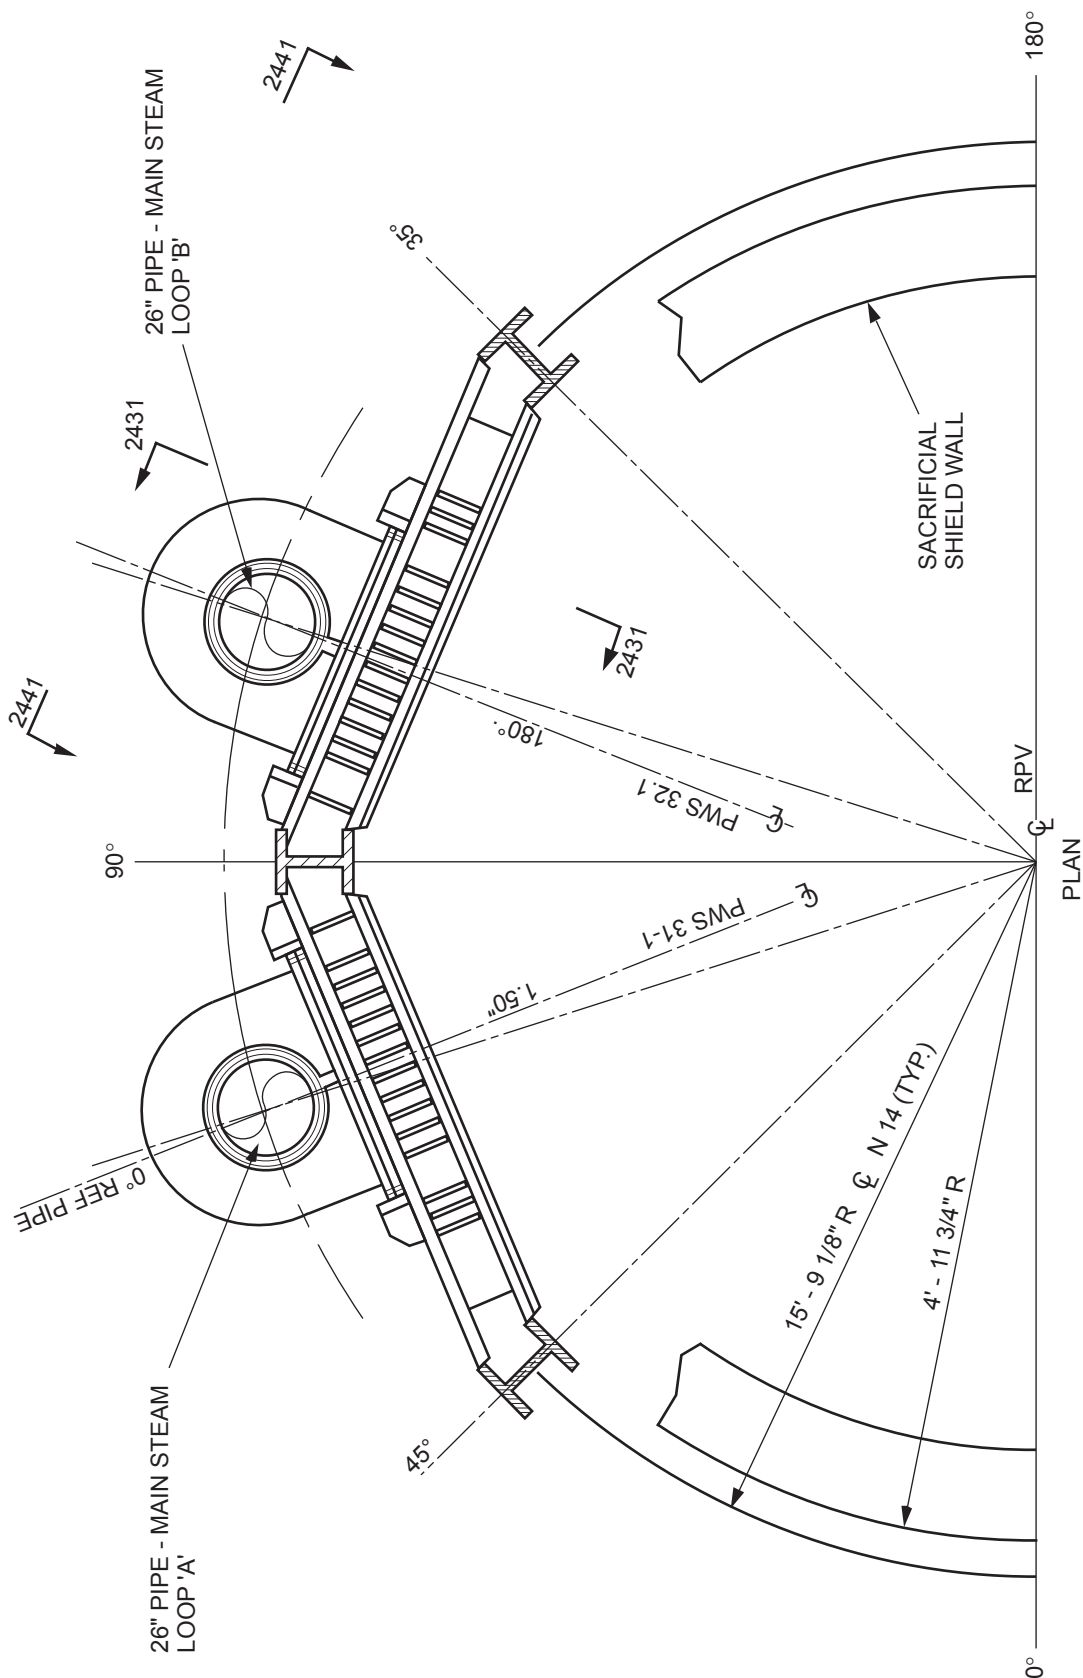 26" PIPE - MAIN STEAM
LOOP 'A'
26" PIPE - MAIN STEAM
LOOP 'B'
2441
2441
2431
2431
0° REF PIPE
45°
90°
35°
1.50"
PWS 31-1
℄
180°.
PWS 32.1
℄
15' - 9 1/8" R ℄ N 14 (TYP.)
4' - 11 3/4" R
SACRIFICIAL
SHIELD WALL
0°
180°
℄ RPV
PLAN